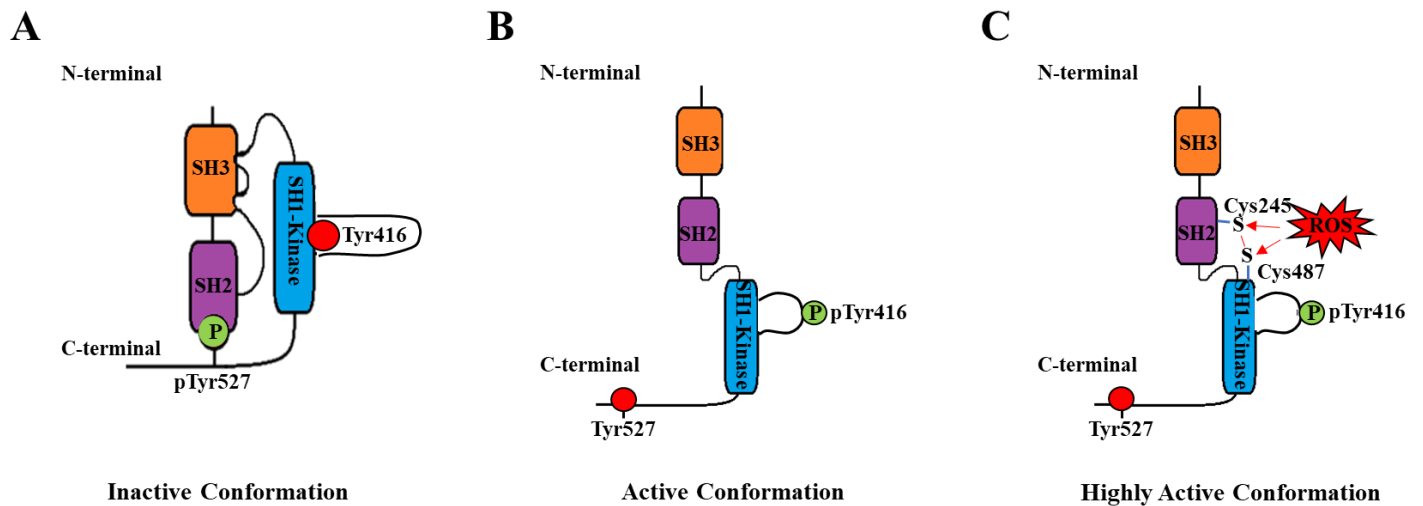 A
N-terminal
SH3
SH1-Kinase
Tyr416
SH2
P
C-terminal
pTyr527
Inactive Conformation
B
N-terminal
SH3
SH2
SH1-Kinase
P pTyr416
C-terminal
Tyr527
Active Conformation
C
N-terminal
SH3
Cys245
SH2
S
ROS
S
Cys487
SH1-Kinase
P pTyr416
C-terminal
Tyr527
Highly Active Conformation